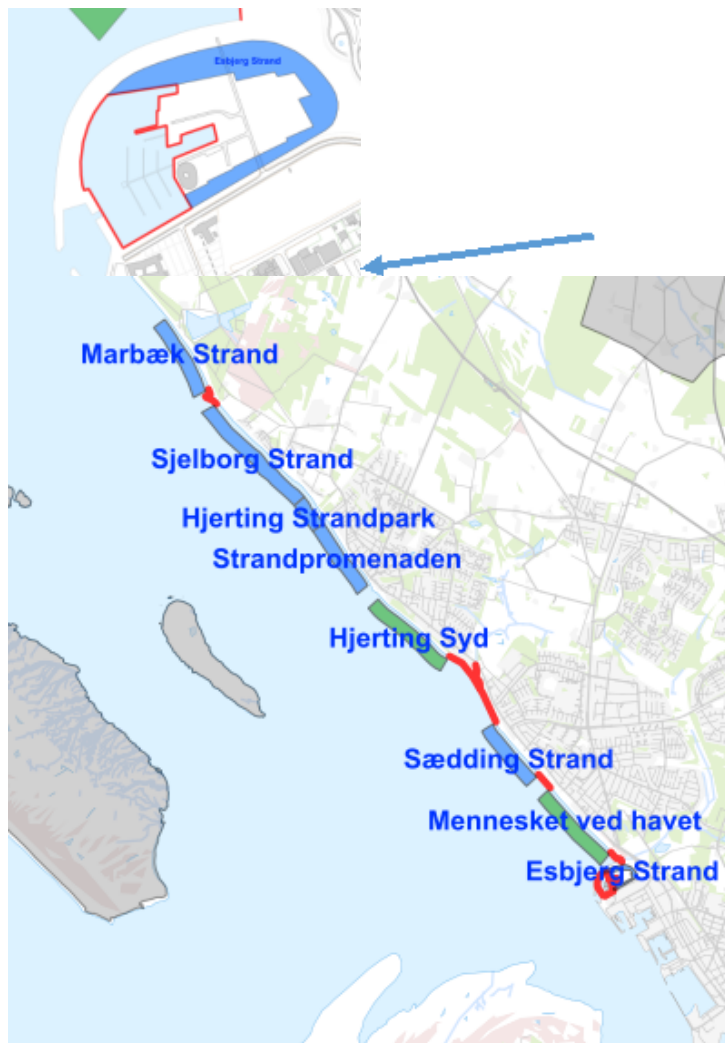 Esbjerg Strand
Marbæk Strand
Sjelborg Strand
Hjerting Strandpark
Strandpromenaden
Hjerting Syd
Sædding Strand
Mennesket ved havet
Esbjerg Strand